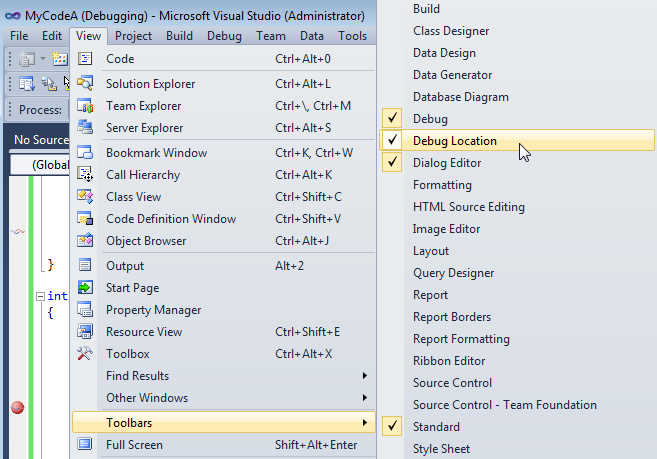 MyCodeA (Debugging) - Microsoft Visual Studio (Administrator)
File Edit View Project Build Debug Team Data Tools
Process:
No Source
(Global
}
int
{
Code Ctrl+Alt+0
Solution Explorer Ctrl+Alt+L
Team Explorer Ctrl+\, Ctrl+M
Server Explorer Ctrl+Alt+S
Bookmark Window Ctrl+K, Ctrl+W
Call Hierarchy Ctrl+Alt+K
Class View Ctrl+Shift+C
Code Definition Window Ctrl+Shift+V
Object Browser Ctrl+Alt+J
Output Alt+2
Start Page
Property Manager
Resource View Ctrl+Shift+E
Toolbox Ctrl+Alt+X
Find Results
Other Windows
Toolbars
Full Screen Shift+Alt+Enter
Build
Class Designer
Data Design
Data Generator
Database Diagram
Debug
Debug Location
Dialog Editor
Formatting
HTML Source Editing
Image Editor
Layout
Query Designer
Report
Report Borders
Report Formatting
Ribbon Editor
Source Control
Source Control - Team Foundation
Standard
Style Sheet